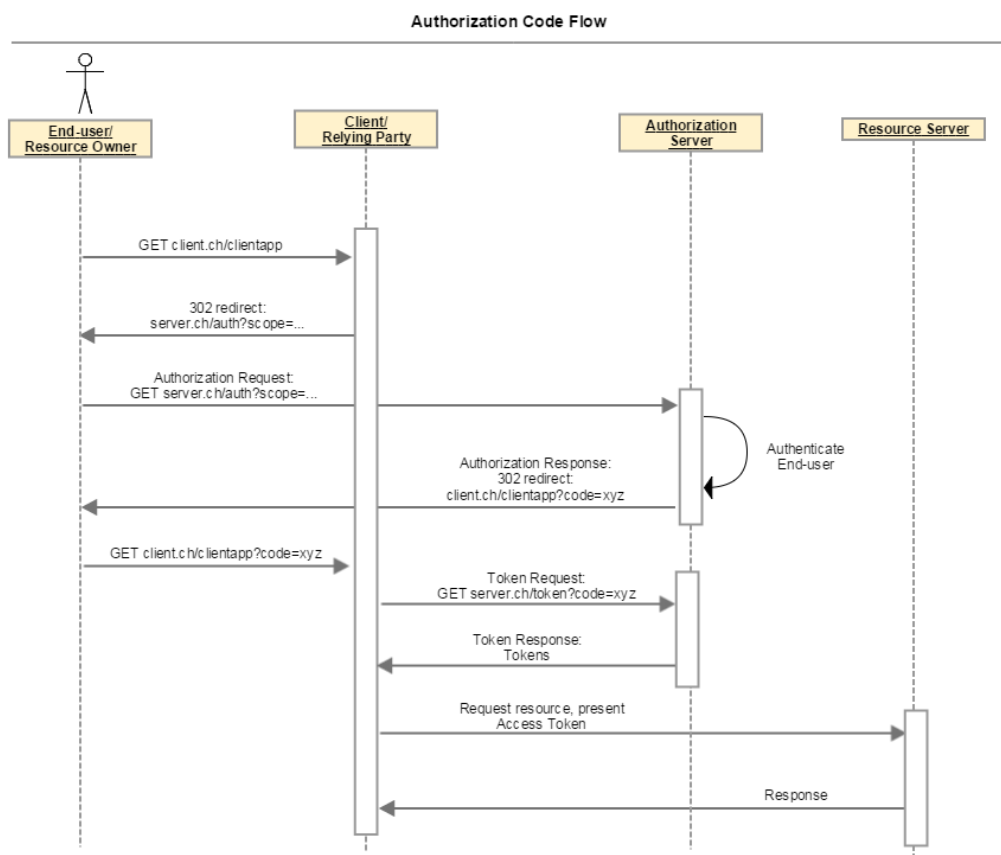 Authorization Code Flow
End-user/
Resource Owner
Client/
Relying Party
Authorization
Server
Resource Server
GET client.ch/clientapp
302 redirect:
server.ch/auth?scope=...
Authorization Request:
GET server.ch/auth?scope=...
Authenticate
End-user
Authorization Response:
302 redirect:
client.ch/clientapp?code=xyz
GET client.ch/clientapp?code=xyz
Token Request:
GET server.ch/token?code=xyz
Token Response:
Tokens
Request resource, present
Access Token
Response